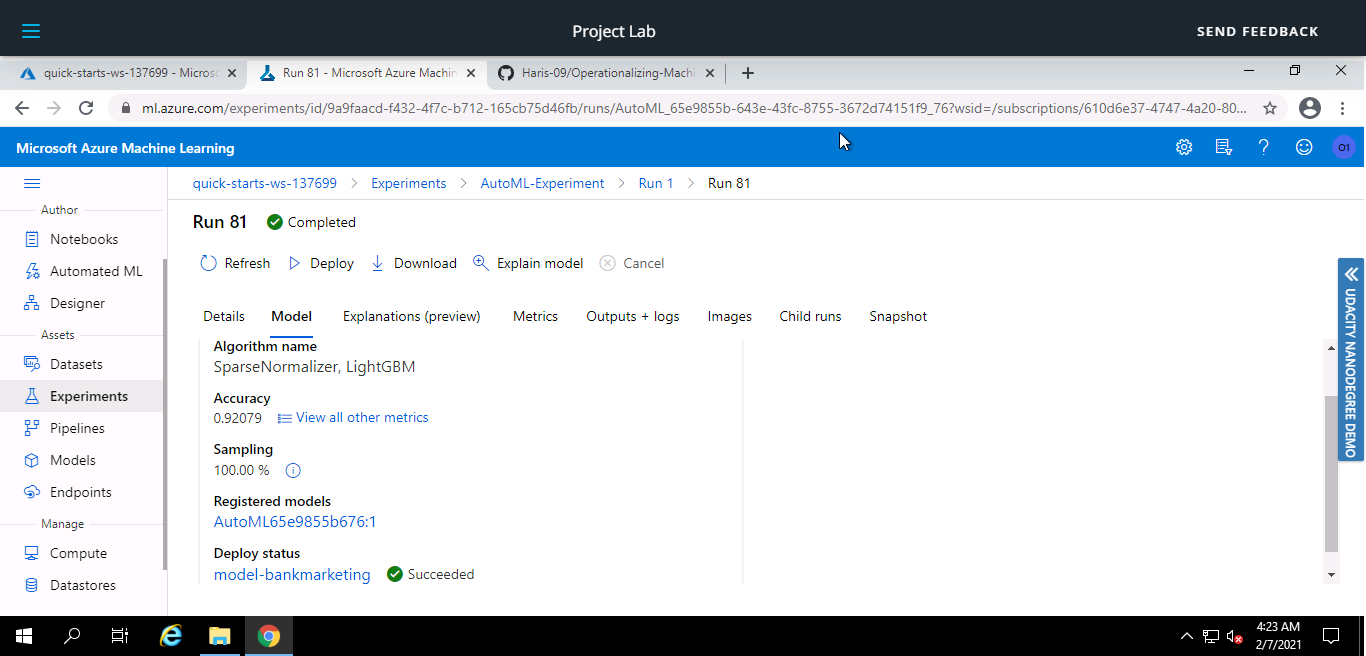 Project Lab
SEND FEEDBACK
quick-starts-ws-137699 - Micros
Run 81 - Microsoft Azure Machin
Haris-09/Operationalizing-Machi
ml.azure.com/experiments/id/9a9faacd-f432-4f7c-b712-165cb75d46fb/runs/AutoML_65e9855b-643e-43fc-8755-3672d74151f9_76?wsid=/subscriptions/610d6e37-4747-4a20-80...
Microsoft Azure Machine Learning
O1
quick-starts-ws-137699 > Experiments > AutoML-Experiment > Run 1 > Run 81
Author
Notebooks
Automated ML
Designer
Assets
Datasets
Experiments
Pipelines
Models
Endpoints
Manage
Compute
Datastores
Run 81 Completed
Refresh Deploy Download Explain model Cancel
Details Model Explanations (preview) Metrics Outputs + logs Images Child runs Snapshot
Algorithm name
SparseNormalizer, LightGBM
Accuracy
0.92079 View all other metrics
Sampling
100.00 %
Registered models
AutoML65e9855b676:1
Deploy status
model-bankmarketing Succeeded
UDACITY NANODEGREE DEMO
4:23 AM
2/7/2021